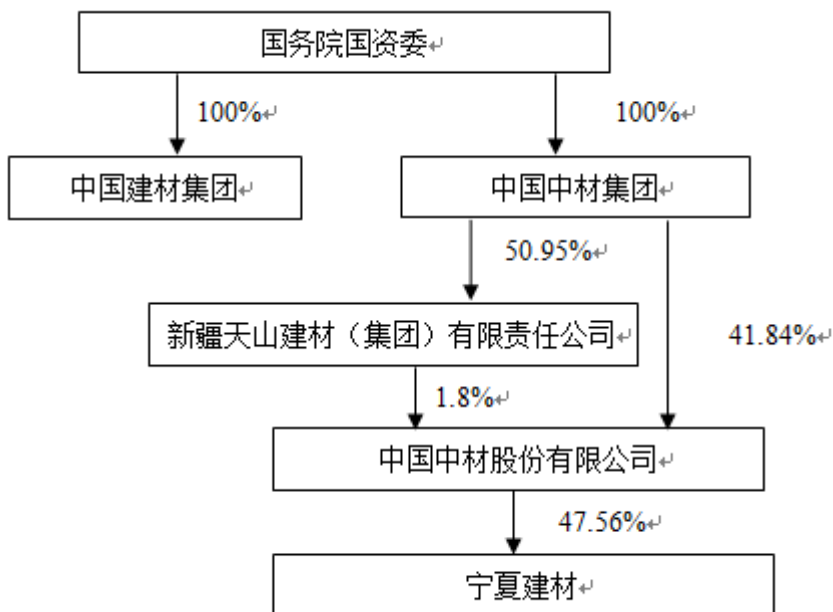 国务院国资委↵
100%↵
100%↵
中国建材集团↵
中国中材集团↵
50.95%↵
新疆天山建材（集团）有限责任公司↵
41.84%↵
1.8%↵
中国中材股份有限公司↵
47.56%↵
宁夏建材↵